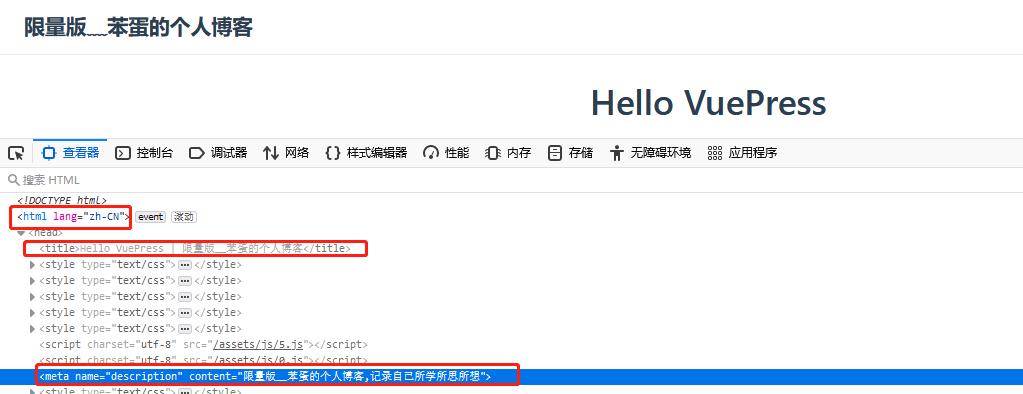 限量版__苯蛋的个人博客
Hello VuePress
查看器 控制台 调试器 网络 {} 样式编辑器 性能 内存 存储 无障碍环境 应用程序
搜索 HTML
<!DOCTYPE html>
<html lang="zh-CN"> event 滚动
<head>
<title>Hello VuePress | 限量版__苯蛋的个人博客</title>
<style type="text/css"> ••• </style>
<style type="text/css"> ••• </style>
<style type="text/css"> ••• </style>
<style type="text/css"> ••• </style>
<style type="text/css"> ••• </style>
<script charset="utf-8" src="/assets/js/5.js"></script>
<script charset="utf-8" src="/assets/js/0.js"></script>
<meta name="description" content="限量版__苯蛋的个人博客,记录自已所学所思所想">
<style type="text/css"> ••• </style>